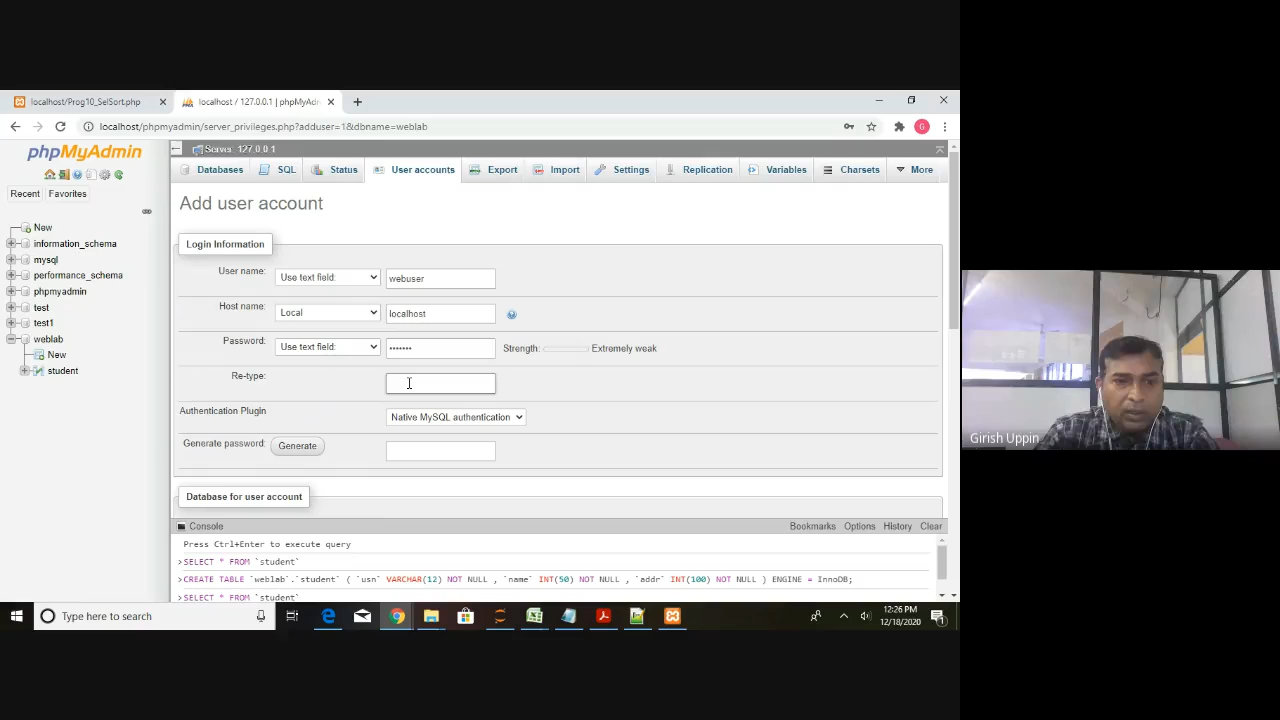 localhost/Prog10_SelSort.php
localhost / 127.0.0.1 | phpMyAdm
localhost/phpmyadmin/server_privileges.php?adduser=1&dbname=weblab
G
phpMyAdmin
Recent Favorites
New
information_schema
mysql
performance_schema
phpmyadmin
test
test1
weblab
New
student
Server: 127.0.0.1
Databases SQL Status User accounts Export Import Settings Replication Variables Charsets More
Add user account
Login Information
User name: Use text field: webuser
Host name: Local localhost
Password: Use text field: ••••••• Strength: Extremely weak
Re-type:
Authentication Plugin Native MySQL authentication
Generate password: Generate
Database for user account
Console Bookmarks Options History Clear
Press Ctrl+Enter to execute query
>SELECT * FROM `student`
>CREATE TABLE `weblab`.`student` ( `usn` VARCHAR(12) NOT NULL , `name` INT(50) NOT NULL , `addr` INT(100) NOT NULL ) ENGINE = InnoDB;
>SELECT * FROM `student`
Type here to search
12:26 PM
12/18/2020
1
Girish Uppin